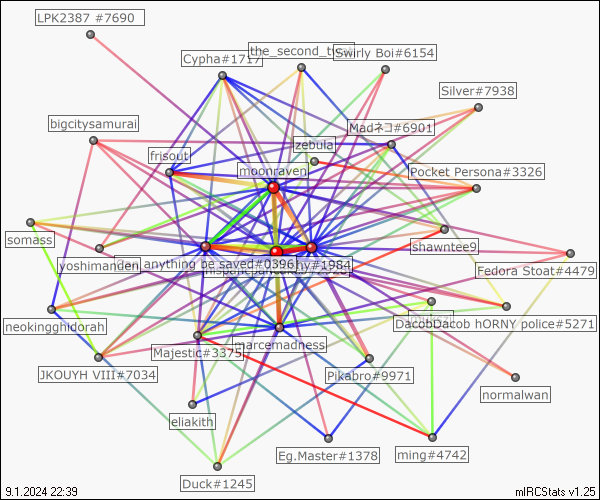 LPK2387 #7690
Cypha#1717
the_second_t
Swirly Boi#6154
Silver#7938
bigcitysamurai
Madネコ#6901
zebula
frisout
moonraven
Pocket Persona#3326
somass
yoshimanden
shawntee9
can anything be saved#0396
ny#1984
Fedora Stoat#4479
neokingghidorah
DacobDacob hORNY police#5271
marcemadness
Majestic#3375
JKOUYH VIII#7034
Pikabro#9971
normalwan
eliakith
Eg.Master#1378
ming#4742
Duck#1245
9.1.2024 22:39
mIRCStats v1.25